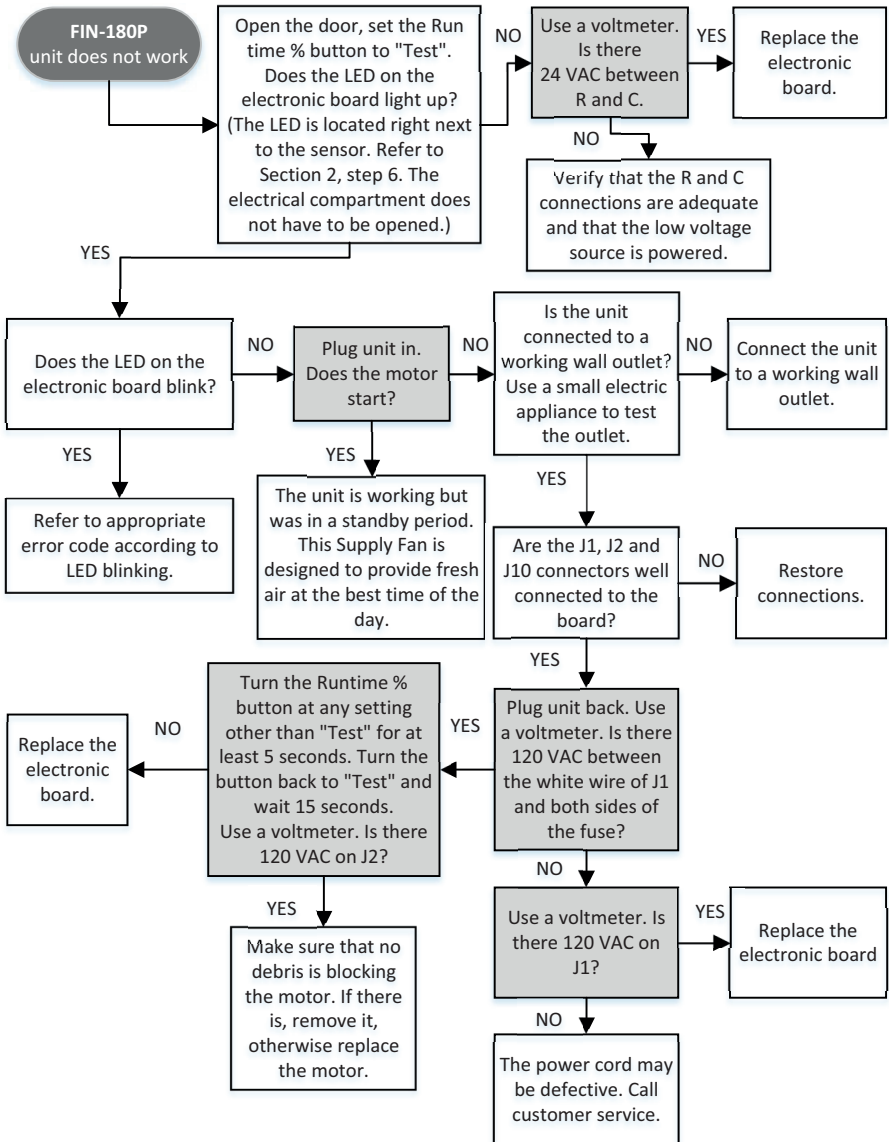 FIN-180P
unit does not work
Open the door, set the Run
time % button to "Test".
Does the LED on the
electronic board light up?
(The LED is located right next
to the sensor. Refer to
Section 2, step 6. The
electrical compartment does
not have to be opened.)
NO
Use a voltmeter.
Is there
24 VAC between
R and C.
YES
Replace the
electronic
board.
NO
Verify that the R and C
connections are adequate
and that the low voltage
source is powered.
YES
Does the LED on the
electronic board blink?
NO
Plug unit in.
Does the motor
start?
NO
Is the unit
connected to a
working wall outlet?
Use a small electric
appliance to test
the outlet.
NO
Connect the unit
to a working wall
outlet.
YES
Refer to appropriate
error code according to
LED blinking.
YES
The unit is working but
was in a standby period.
This Supply Fan is
designed to provide fresh
air at the best time of the
day.
YES
Are the J1, J2 and
J10 connectors well
connected to the
board?
NO
Restore
connections.
YES
Plug unit back. Use
a voltmeter. Is there
120 VAC between
the white wire of J1
and both sides of
the fuse?
YES
Turn the Runtime %
button at any setting
other than "Test" for at
least 5 seconds. Turn the
button back to "Test" and
wait 15 seconds.
Use a voltmeter. Is there
120 VAC on J2?
NO
Replace the
electronic
board.
YES
Make sure that no
debris is blocking
the motor. If there
is, remove it,
otherwise replace
the motor.
NO
Use a voltmeter. Is
there 120 VAC on
J1?
YES
Replace the
electronic board
NO
The power cord may
be defective. Call
customer service.